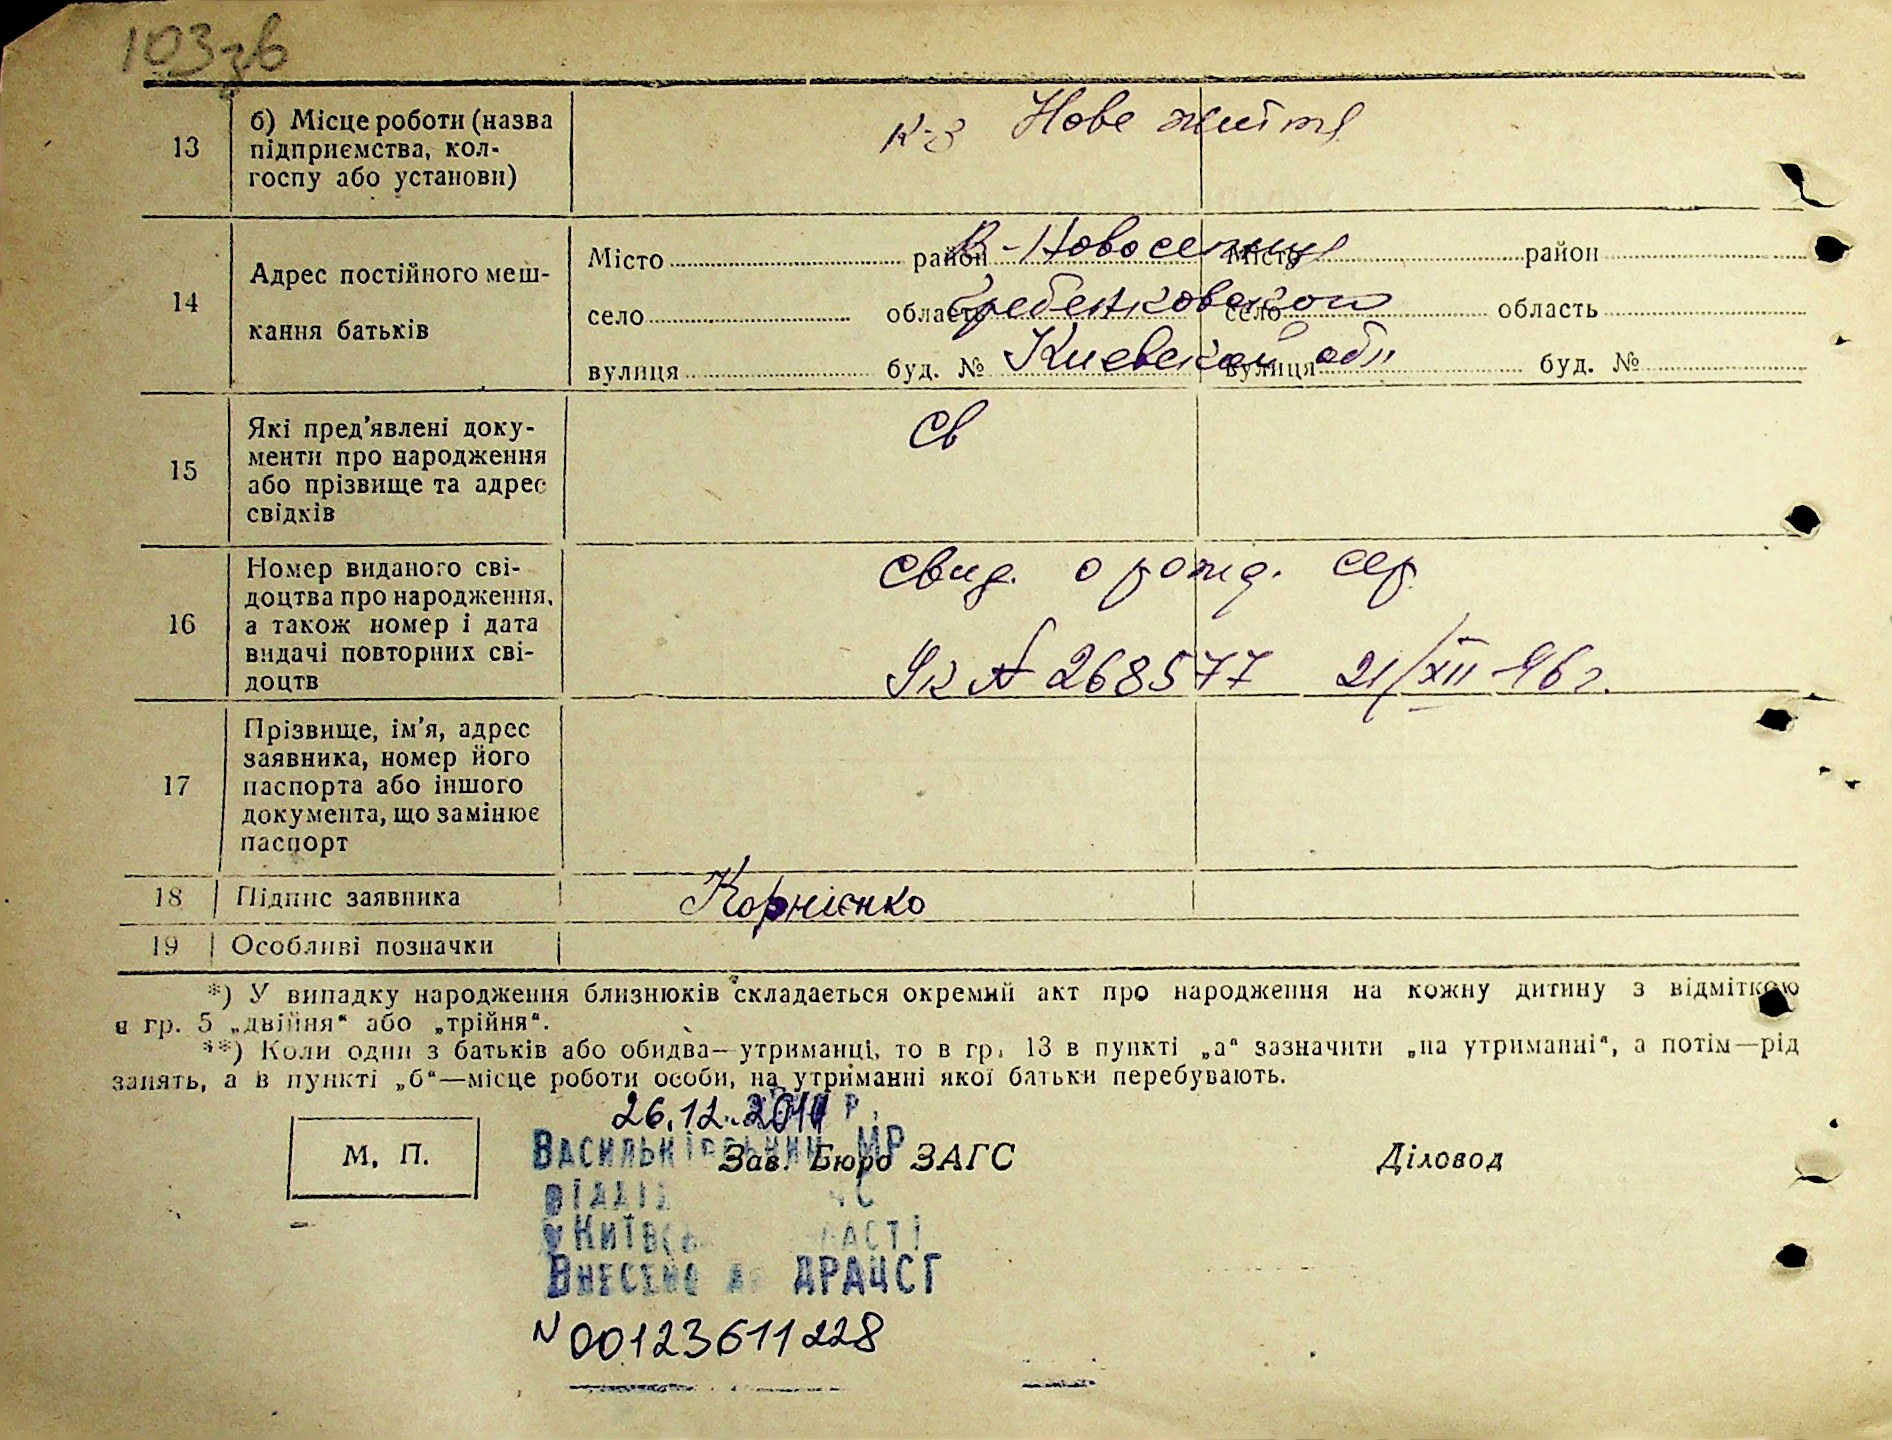 103зв
13
б) Місце роботи (назва
підприємства, кол-
госпу або установи)
к-з Нове життя
14
Адрес постійного меш-
кання батьків
Місто район Місто район
село область село область
вулиця буд. № вулиця буд. №
В-Новоселица
Гребенковского
Киевской обл
15
Які пред'явлені доку-
менти про народження
або прізвище та адрес
свідків
Св
16
Номер виданого сві-
доцтва про народження,
а також номер і дата
видачі повторних сві-
доцтв
свид. о рожд. сер.
№ 268577 21/XII-46 г.
17
Прізвище, ім'я, адрес
заявника, номер його
паспорта або іншого
документа, що замінює
паспорт
18 Підпис заявника Корнієнко
19 Особливі позначки
*) У випадку народження близнюків складається окремий акт про народження на кожну дитину з відміткою
в гр. 5 „двійня“ або „трійня“.
**) Коли один з батьків або обидва—утриманці, то в гр. 13 в пункті „а“ зазначити „на утриманні“, а потім—рід
занять, а в пункті „б“—місце роботи особи, на утриманні якої батьки перебувають.
26.12.2011 р.
М. П.
Зав. Бюро ЗАГС
Діловод
Васильківський МР
Внесено ДРАЦСГ
N 00123611228